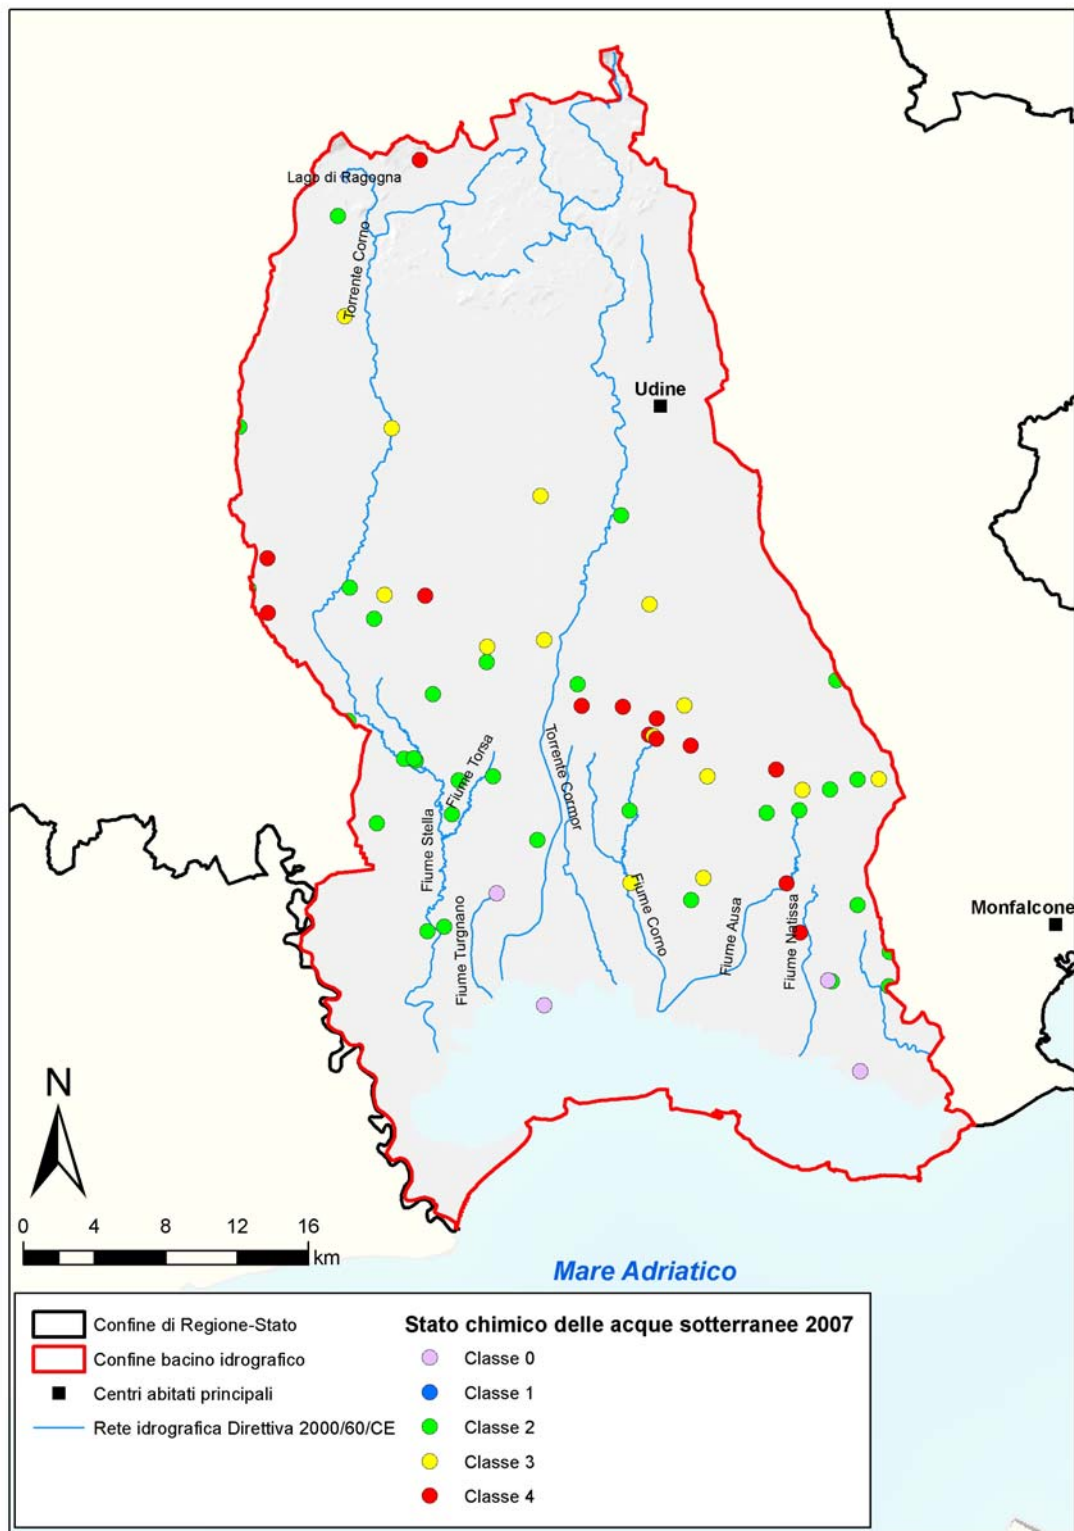 Lago di Ragogna
Torrente Corno
Udine
Fiume Torsa
Torrente Cormor
Fiume Stella
Fiume Turgnano
Fiume Corno
Fiume Ausa
Fiume Natissa
Monfalcone
N
0 4 8 12 16
km
Mare Adriatico
Confine di Regione-Stato
Confine bacino idrografico
Centri abitati principali
Rete idrografica Direttiva 2000/60/CE
Stato chimico delle acque sotterranee 2007
Classe 0
Classe 1
Classe 2
Classe 3
Classe 4